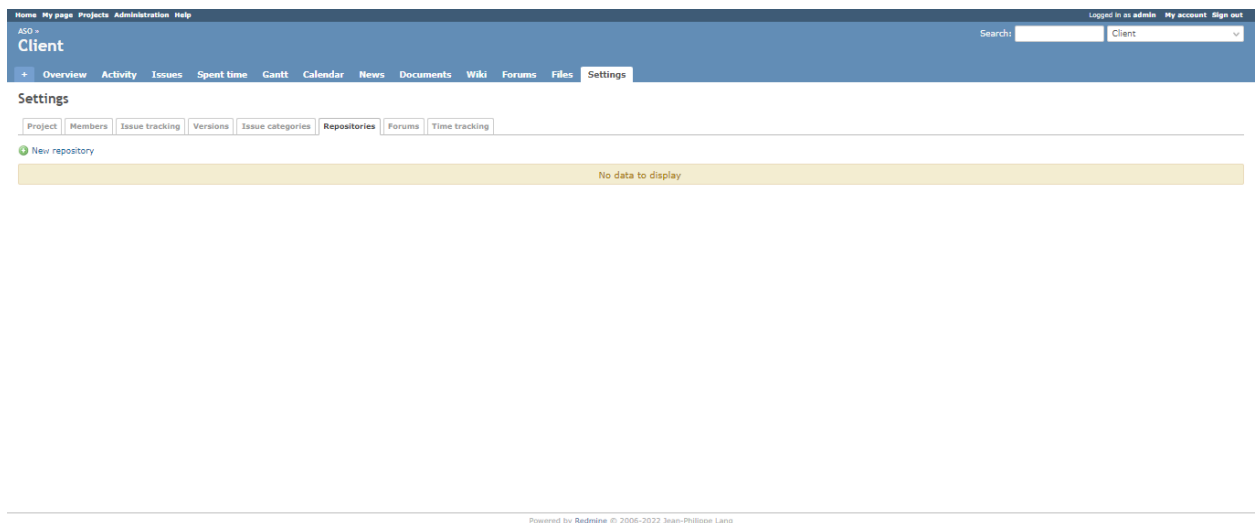 Home My page Projects Administration Help Logged in as admin My account Sign out
ASO »
Client
Search: Client
+ Overview Activity Issues Spent time Gantt Calendar News Documents Wiki Forums Files Settings
Settings
Project Members Issue tracking Versions Issue categories Repositories Forums Time tracking
New repository
No data to display
Powered by Redmine © 2006-2022 Jean-Philippe Lang